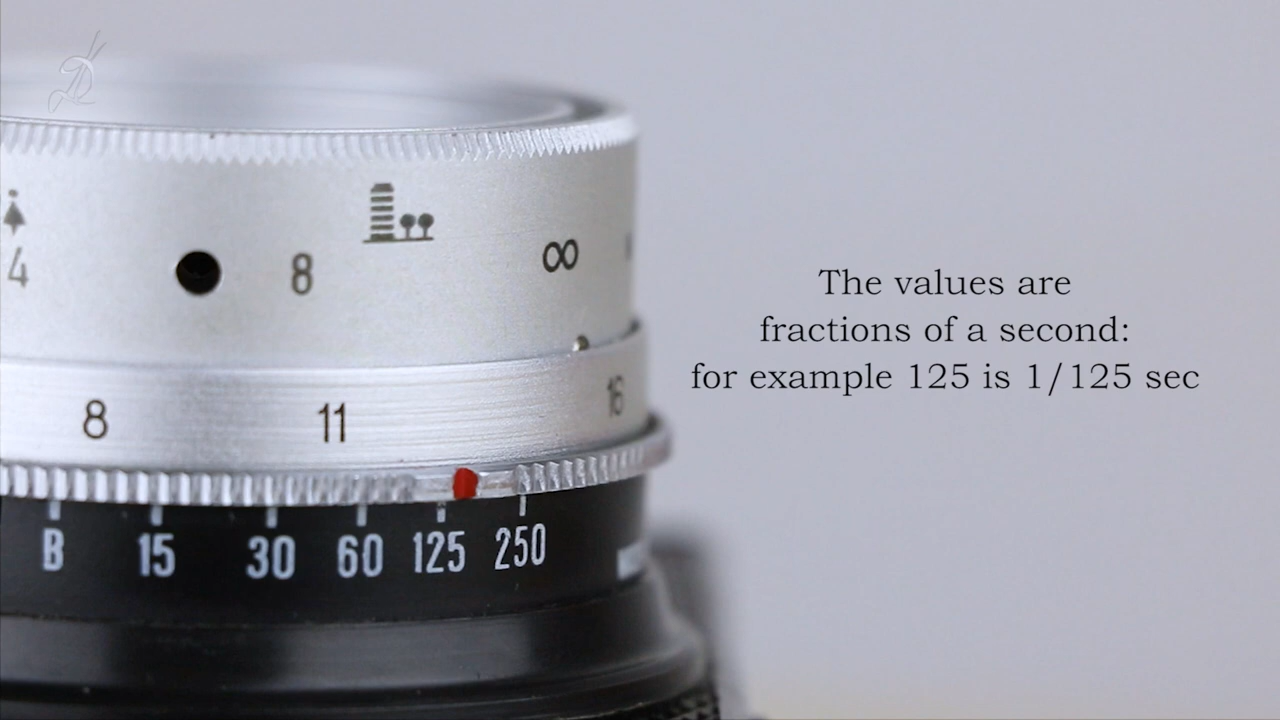 4 8 ∞
The values are
fractions of a second:
for example 125 is 1/125 sec
8 11 16
B 15 30 60 125 250